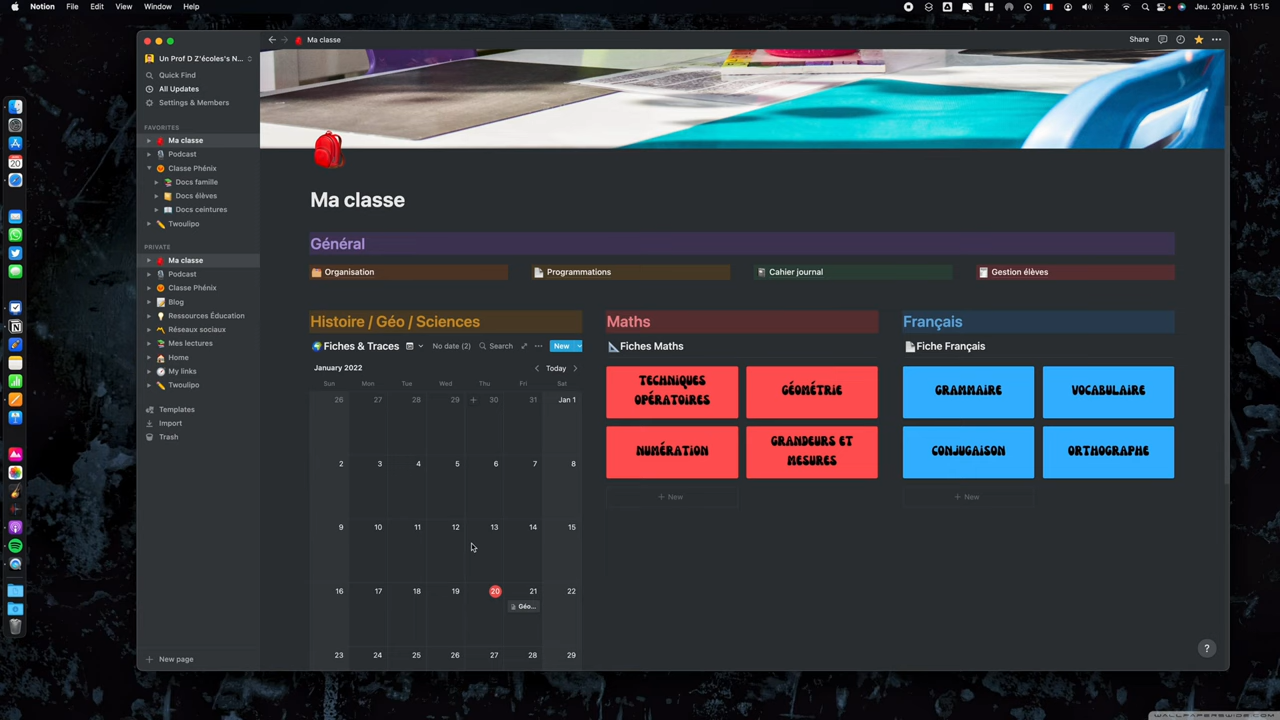 Notion File Edit View Window Help
Jeu. 20 janv. à 15:15
Ma classe
Share
Un Prof D Z'écoles's N...
Quick Find
All Updates
Settings & Members
FAVORITES
Ma classe
Podcast
Classe Phénix
Docs famille
Docs élèves
Docs ceintures
Twoulipo
PRIVATE
Ma classe
Podcast
Classe Phénix
Blog
Ressources Éducation
Réseaux sociaux
Mes lectures
Home
My links
Twoulipo
Templates
Import
Trash
New page
Ma classe
Général
Organisation
Programmations
Cahier journal
Gestion élèves
Histoire / Géo / Sciences
Fiches & Traces
No date (2)
Search
New
January 2022
Today
Sun Mon Tue Wed Thu Fri Sat
26 27 28 29 30 31 Jan 1
2 3 4 5 6 7 8
9 10 11 12 13 14 15
16 17 18 19 20 21 22
Géo...
23 24 25 26 27 28 29
Maths
Fiches Maths
TECHNIQUES
OPÉRATOIRES
GÉOMÉTRIE
NUMÉRATION
GRANDEURS ET
MESURES
+ New
Français
Fiche Français
GRAMMAIRE
VOCABULAIRE
CONJUGAISON
ORTHOGRAPHE
+ New
?
WALLPAPERSWIDE.COM